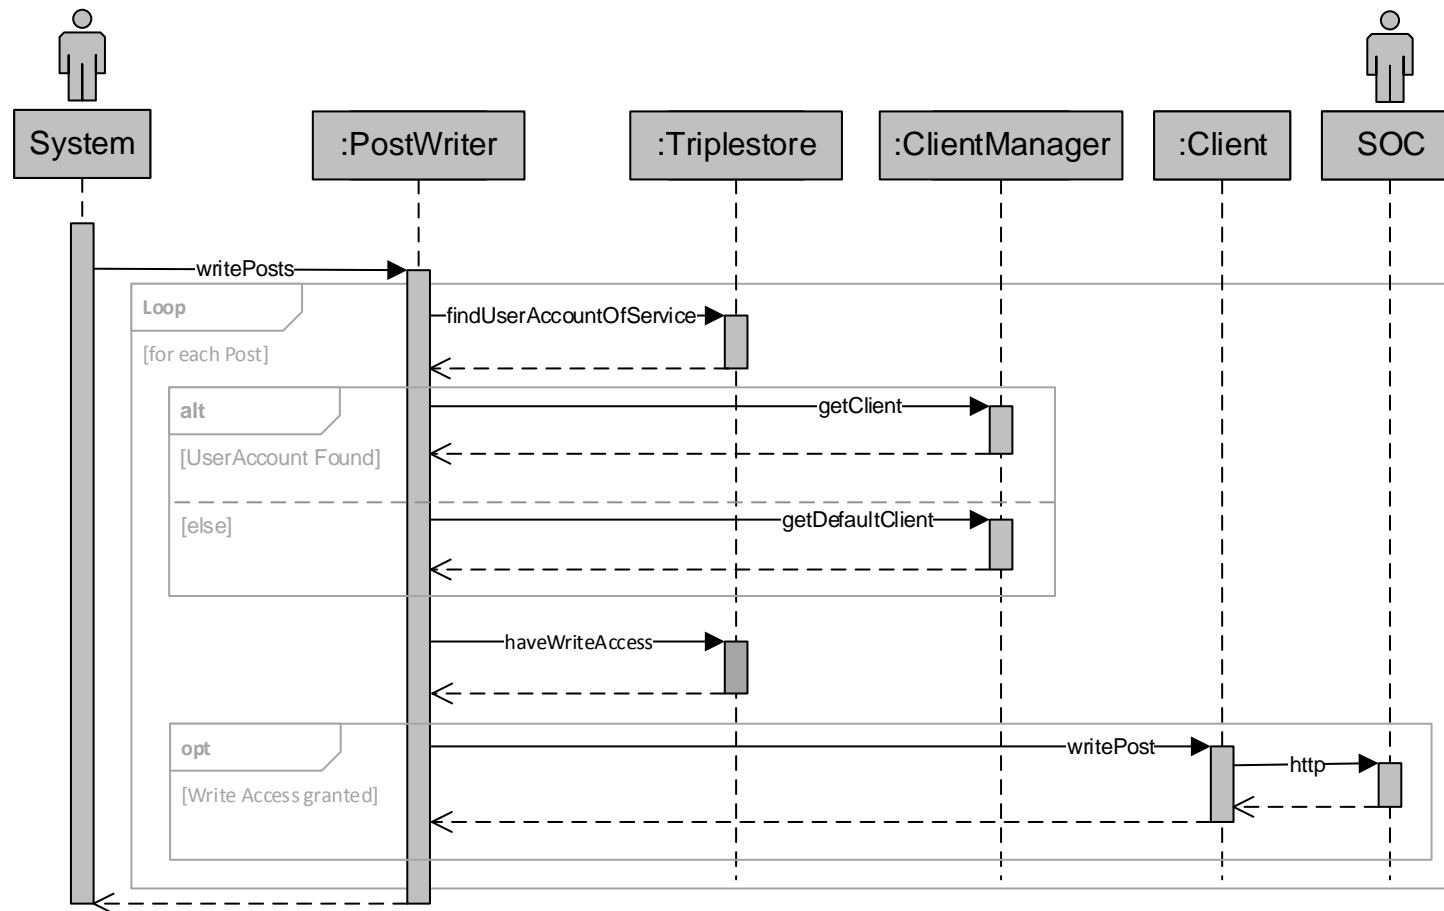 System
:PostWriter
:Triplestore
:ClientManager
:Client
SOC
writePosts
Loop
[for each Post]
findUserAccountOfService
alt
getClient
[UserAccount Found]
[else]
getDefaultClient
haveWriteAccess
opt
writePost
http
[Write Access granted]